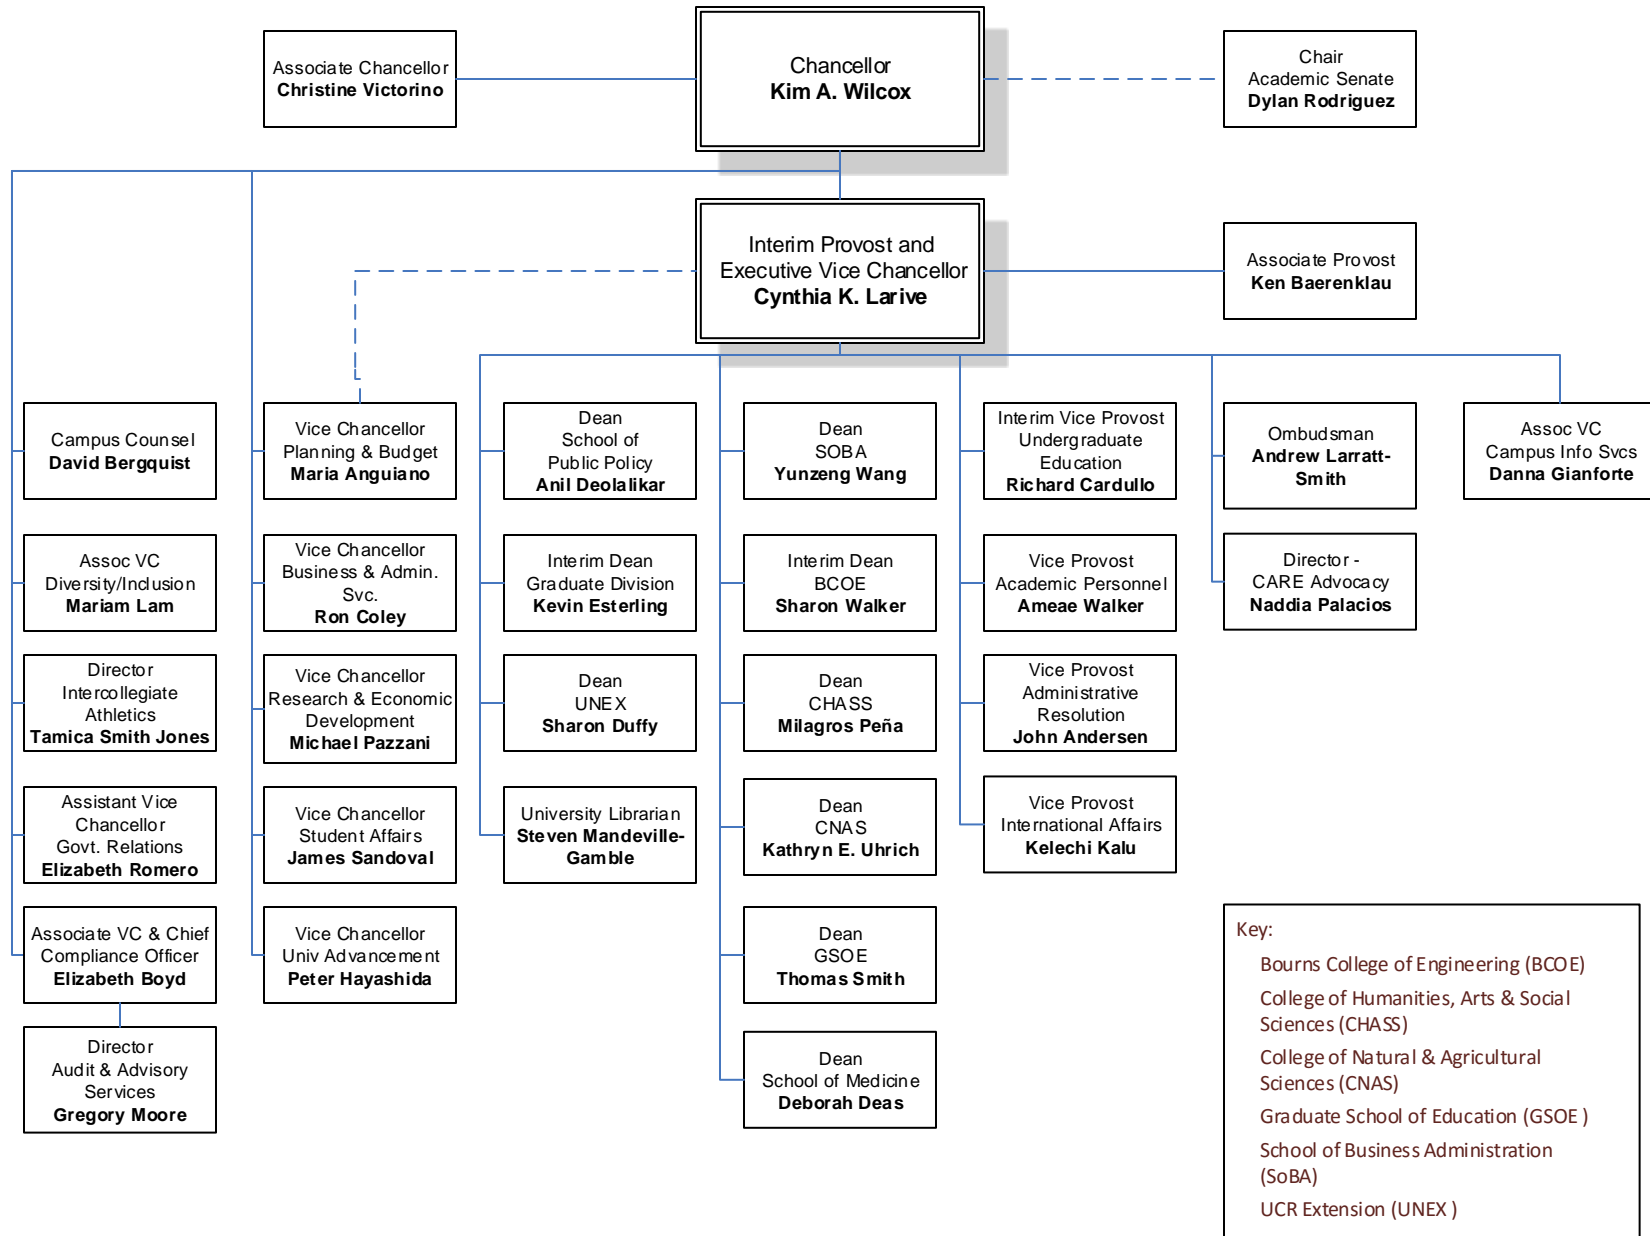 Associate Chancellor
Christine Victorino
Chancellor
Kim A. Wilcox
Chair
Academic Senate
Dylan Rodriguez
Interim Provost and
Executive Vice Chancellor
Cynthia K. Larive
Associate Provost
Ken Baerenklau
Campus Counsel
David Bergquist
Assoc VC
Diversity/Inclusion
Mariam Lam
Director
Intercollegiate
Athletics
Tamica Smith Jones
Assistant Vice
Chancellor
Govt. Relations
Elizabeth Romero
Associate VC & Chief
Compliance Officer
Elizabeth Boyd
Director
Audit & Advisory
Services
Gregory Moore
Vice Chancellor
Planning & Budget
Maria Anguiano
Vice Chancellor
Business & Admin.
Svc.
Ron Coley
Vice Chancellor
Research & Economic
Development
Michael Pazzani
Vice Chancellor
Student Affairs
James Sandoval
Vice Chancellor
Univ Advancement
Peter Hayashida
Dean
School of
Public Policy
Anil Deolalikar
Interim Dean
Graduate Division
Kevin Esterling
Dean
UNEX
Sharon Duffy
University Librarian
Steven Mandeville-
Gamble
Dean
SOBA
Yunzeng Wang
Interim Dean
BCOE
Sharon Walker
Dean
CHASS
Milagros Peña
Dean
CNAS
Kathryn E. Uhrich
Dean
GSOE
Thomas Smith
Dean
School of Medicine
Deborah Deas
Interim Vice Provost
Undergraduate
Education
Richard Cardullo
Vice Provost
Academic Personnel
Ameae Walker
Vice Provost
Administrative
Resolution
John Andersen
Vice Provost
International Affairs
Kelechi Kalu
Ombudsman
Andrew Larratt-
Smith
Director -
CARE Advocacy
Naddia Palacios
Assoc VC
Campus Info Svcs
Danna Gianforte
Key:
Bourns College of Engineering (BCOE)
College of Humanities, Arts & Social
Sciences (CHASS)
College of Natural & Agricultural
Sciences (CNAS)
Graduate School of Education (GSOE )
School of Business Administration
(SoBA)
UCR Extension (UNEX )